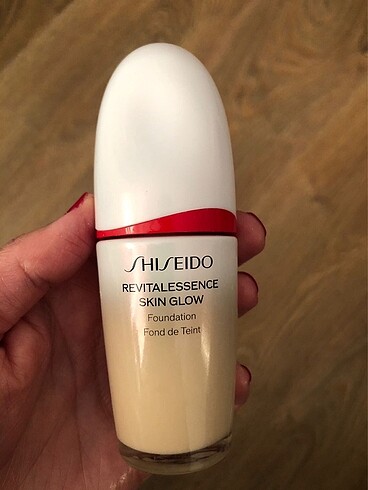 SHISEIDO
REVITALESSENCE
SKIN GLOW
Foundation
Fond de Teint